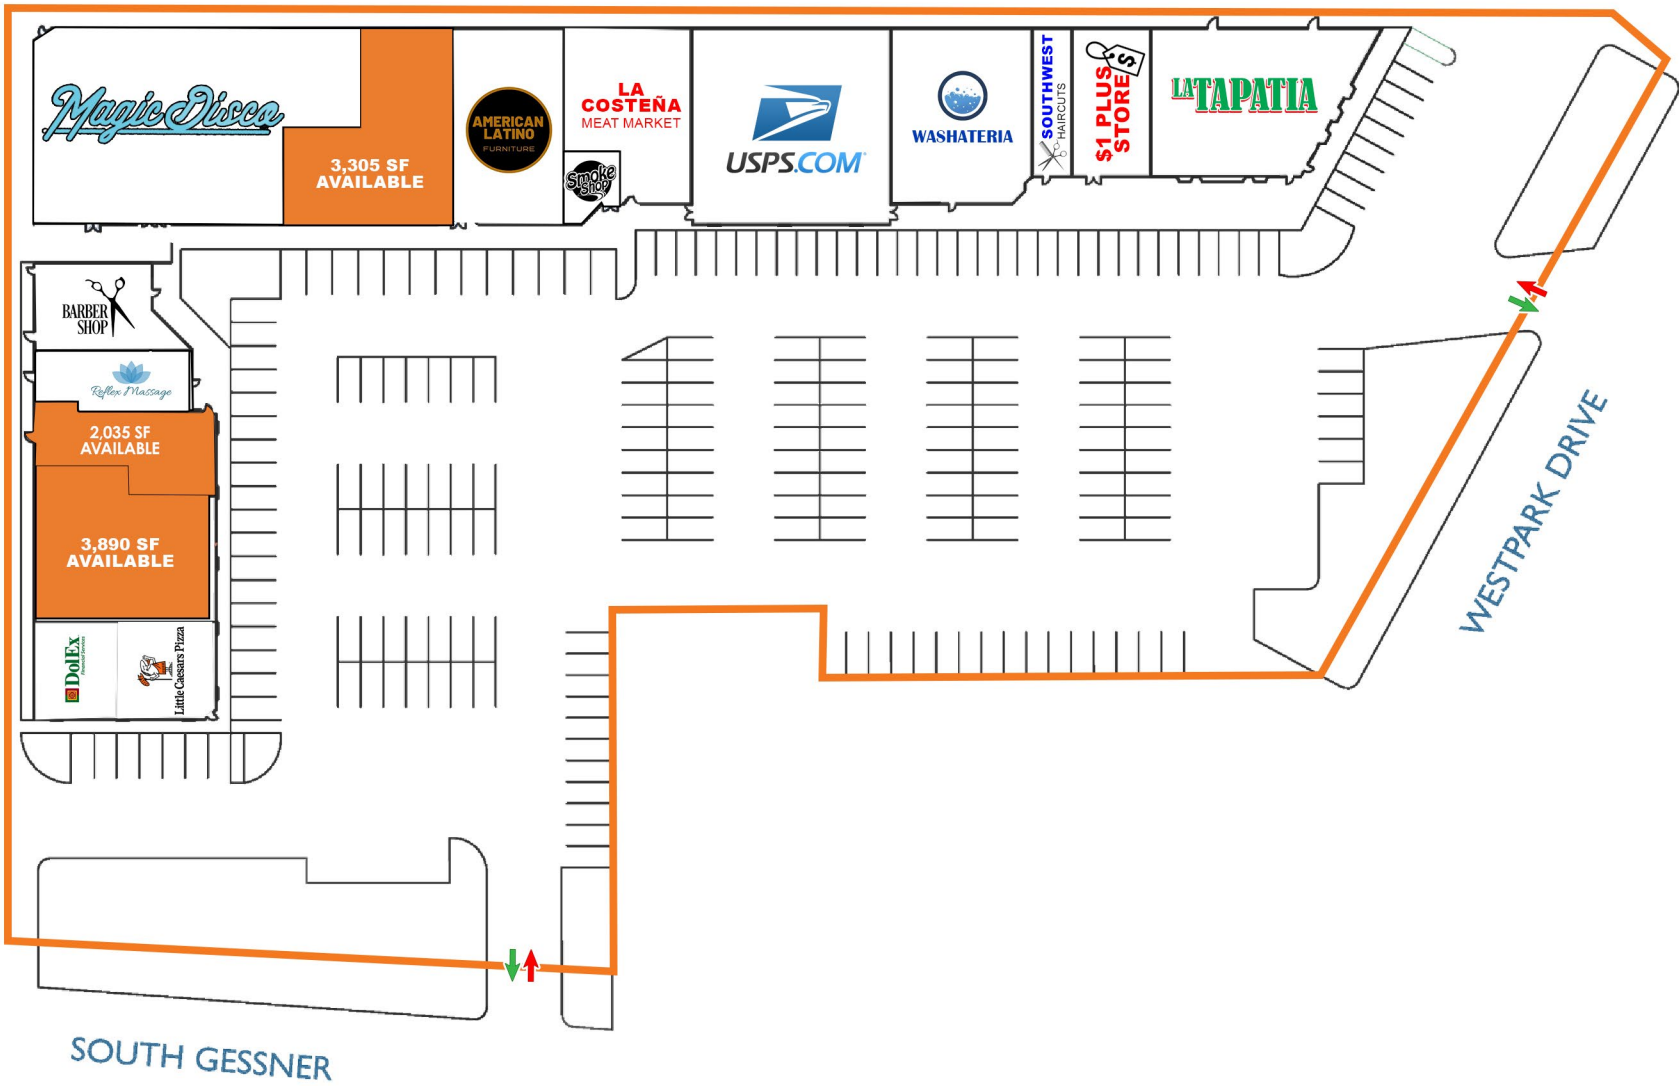 Magic Disco
3,305 SF
AVAILABLE
AMERICAN
LATINO
FURNITURE
LA
COSTEÑA
MEAT MARKET
Smoke
Shop
USPS.COM
WASHATERIA
SOUTHWEST
HAIRCUTS
$1 PLUS
STORE
$
LA TAPATIA
BARBER
SHOP
Reflex Massage
2,035 SF
AVAILABLE
3,890 SF
AVAILABLE
DolEx
Little Caesars Pizza
WESTPARK DRIVE
SOUTH GESSNER